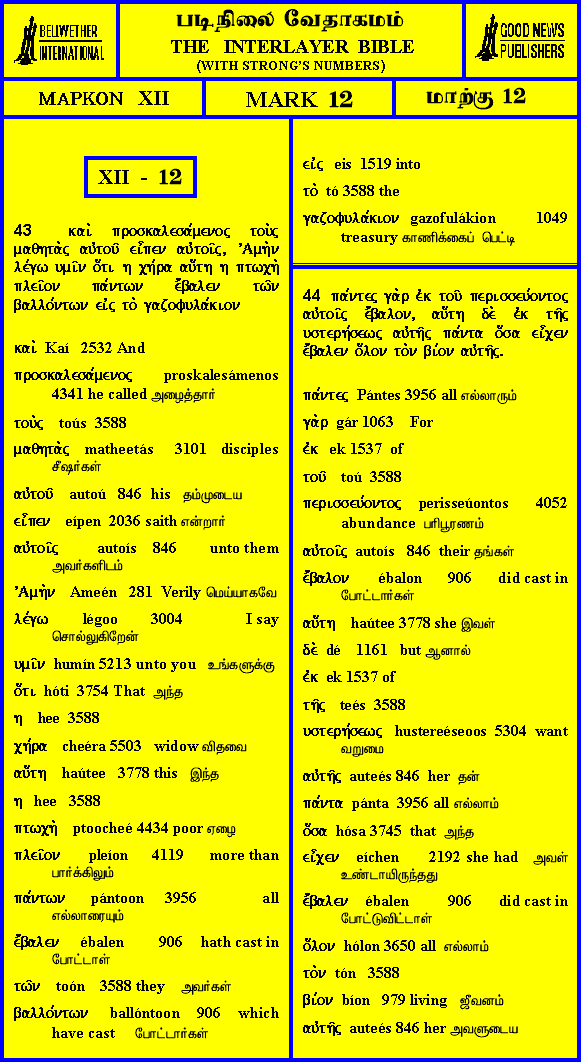 BELLWETHER
INTERNATIONAL
படிநிலை வேதாகமம்
THE INTERLAYER BIBLE
(WITH STRONG'S NUMBERS)
GOOD NEWS
PUBLISHERS
ΜΑΡΚΟΝ XII
MARK 12
மாற்கு 12
XII - 12
43 καὶ προσκαλεσάμενος τοὺς
μαθητὰς αὐτοῦ εἶπεν αὐτοῖς, Ἀμὴν
λέγω υμῖν ὅτι η χήρα αὕτη η πτωχὴ
πλεῖον πάντων ἔβαλεν τῶν
βαλλόντων εἰς τὸ γαζοφυλάκιον
καὶ Kaí 2532 And
προσκαλεσάμενος proskalesámenos
4341 he called அழைத்தார்
τοὺς toús 3588
μαθητὰς matheetás 3101 disciples
சீஷர்கள்
αὐτοῦ autoú 846 his தம்முடைய
εἶπεν eípen 2036 saith என்றார்
αὐτοῖς autoís 846 unto them
அவர்களிடம்
Ἀμὴν Ameén 281 Verily மெய்யாகவே
λέγω légoo 3004 I say
சொல்லுகிறேன்
υμῖν humín 5213 unto you உங்களுக்கு
ὅτι hóti 3754 That அந்த
η hee 3588
χήρα cheéra 5503 widow விதவை
αὕτη haútee 3778 this இந்த
η hee 3588
πτωχὴ ptoocheé 4434 poor ஏழை
πλεῖον pleíon 4119 more than
பார்க்கிலும்
πάντων pántoon 3956 all
எல்லாரையும்
ἔβαλεν ébalen 906 hath cast in
போட்டாள்
τῶν toón 3588 they அவர்கள்
βαλλόντων ballóntoon 906 which
have cast போட்டார்கள்
εἰς eis 1519 into
τὸ tó 3588 the
γαζοφυλάκιον gazofulákion 1049
treasury காணிக்கைப் பெட்டி
44 πάντες γὰρ ἐκ τοῦ περισσεύοντος
αὐτοῖς ἔβαλον, αὕτη δὲ ἐκ τῆς
υστερήσεως αὐτῆς πάντα ὅσα εἶχεν
ἔβαλεν ὅλον τὸν βίον αὐτῆς.
πάντες Pántes 3956 all எல்லாரும்
γὰρ gár 1063 For
ἐκ ek 1537 of
τοῦ toú 3588
περισσεύοντος perisseúontos 4052
abundance பரிபூரணம்
αὐτοῖς autoís 846 their தங்கள்
ἔβαλον ébalon 906 did cast in
போட்டார்கள்
αὕτη haútee 3778 she இவள்
δὲ dé 1161 but ஆனால்
ἐκ ek 1537 of
τῆς teés 3588
υστερήσεως hustereéseoos 5304 want
வறுமை
αὐτῆς auteés 846 her தன்
πάντα pánta 3956 all எல்லாம்
ὅσα hósa 3745 that அந்த
εἶχεν eíchen 2192 she had அவள்
உண்டாயிருந்தது
ἔβαλεν ébalen 906 did cast in
போட்டுவிட்டாள்
ὅλον hólon 3650 all எல்லாம்
τὸν tón 3588
βίον bíon 979 living ஜீவனம்
αὐτῆς auteés 846 her அவளுடைய